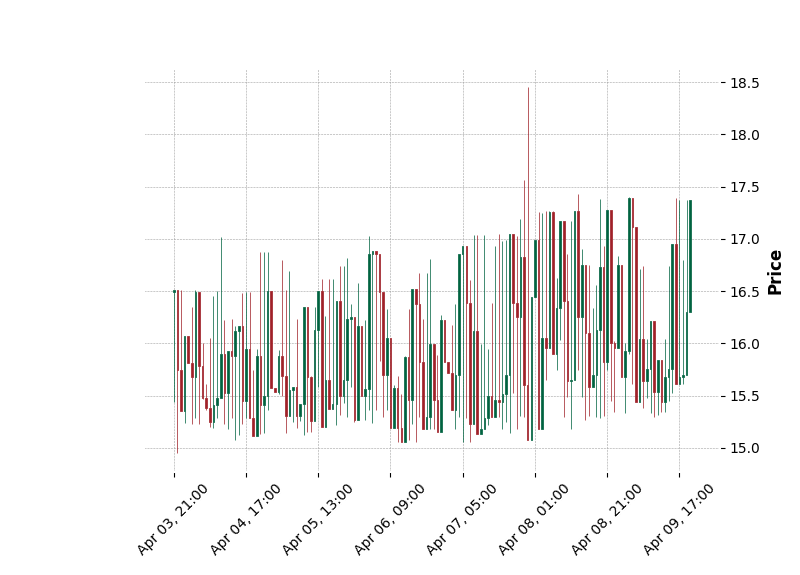 18.5
18.0
17.5
17.0
16.5
16.0
15.5
15.0
Price
Apr 03, 21:00
Apr 04, 17:00
Apr 05, 13:00
Apr 06, 09:00
Apr 07, 05:00
Apr 08, 01:00
Apr 08, 21:00
Apr 09, 17:00